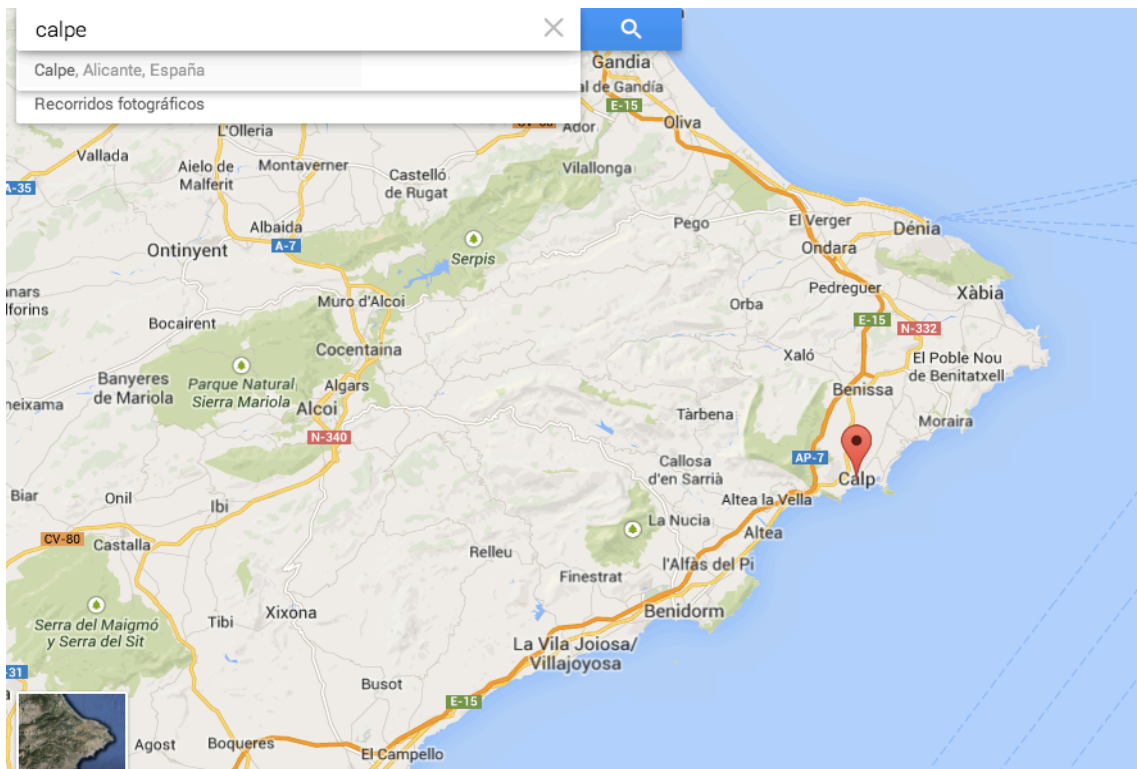 calpe
Calpe, Alicante, España
Recorridos fotográficos
Gandia
al de Gandía
E-15
Oliva
Ador
L'Olleria
Vallada
Aielo de
Malferit
Montaverner
Castelló
de Rugat
Vilallonga
A-35
Albaida
A-7
Ontinyent
Serpis
Pego
El Verger
Dénia
Ondara
Pedreguer
Xàbia
Muro d'Alcoi
Orba
Bocairent
E-15
N-332
Cocentaina
Xaló
El Poble Nou
de Benitatxell
Banyeres
de Mariola
Parque Natural
Sierra Mariola
Algars
Benissa
neixama
Alcoi
Tàrbena
Moraira
N-340
AP-7
Callosa
d'en Sarrià
Calp
Biar
Onil
Ibi
Altea la Vella
La Nucia
Altea
CV-80
Castalla
Relleu
l'Alfàs del Pi
Finestrat
Benidorm
Serra del Maigmó
y Serra del Sit
Tibi
Xixona
La Vila Joiosa/
Villajoyosa
-31
Busot
E-15
Agost
Boqueres
El Campello